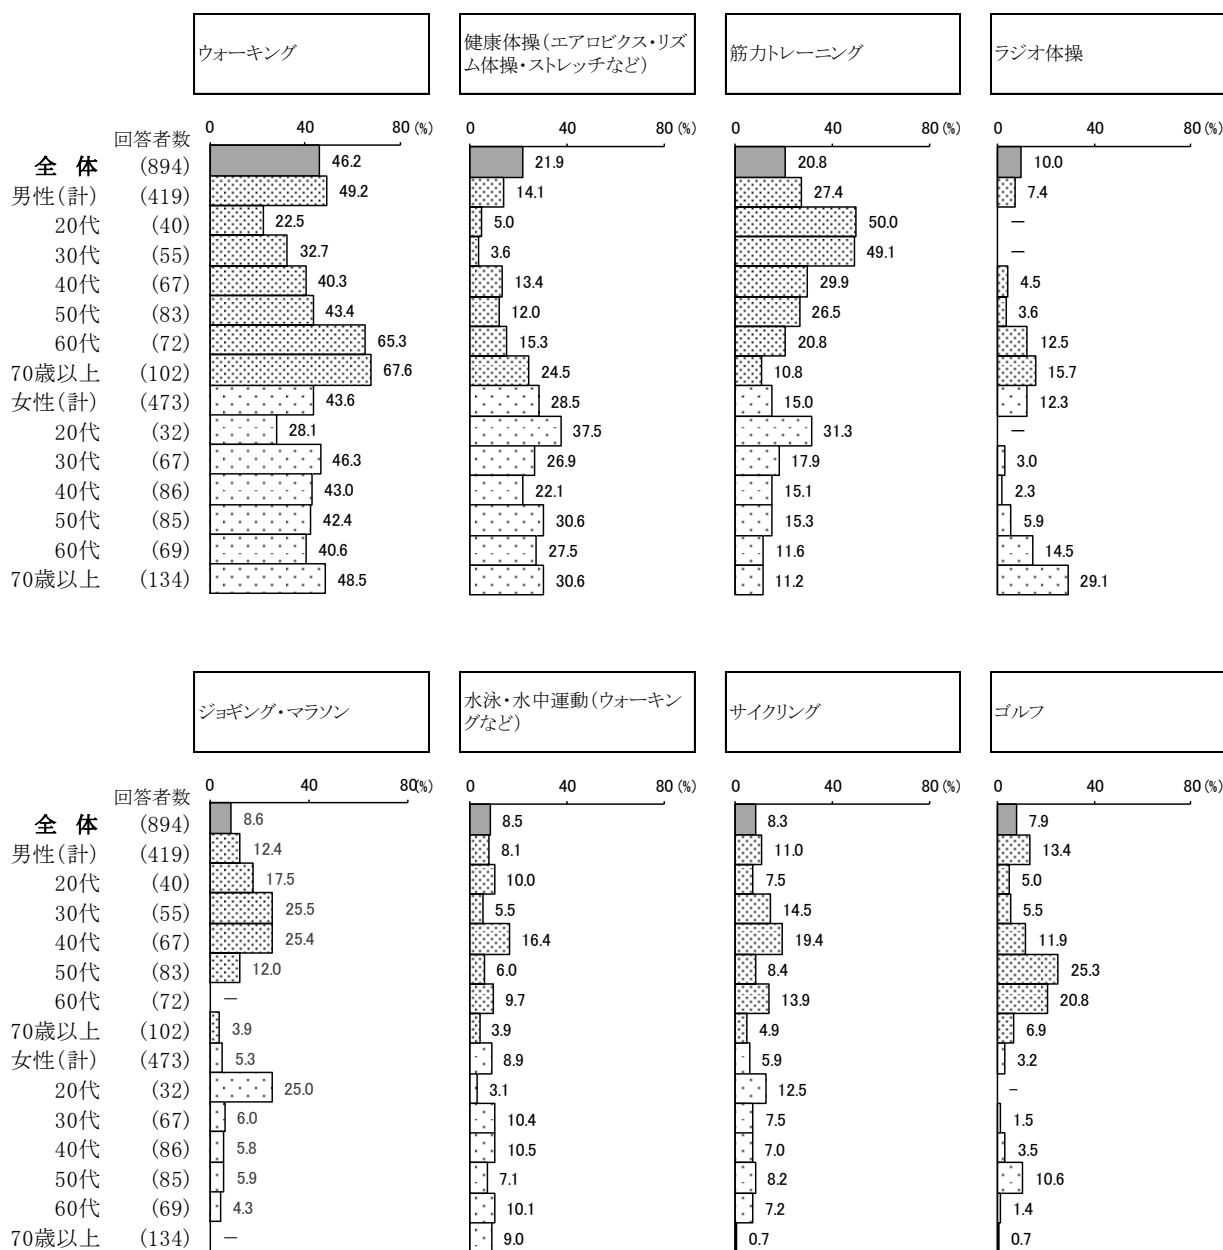 ウォーキング 健康体操(エアロビクス・リズム体操・ストレッチなど) 筋力トレーニング ラジオ体操
0 40 80 (%) 0 40 80 (%) 0 40 80 (%) 0 40 80 (%)
回答者数
全 体 (894) 46.2 21.9 20.8 10.0
男性(計) (419) 49.2 14.1 27.4 7.4
20代 (40) 22.5 5.0 50.0 －
30代 (55) 32.7 3.6 49.1 －
40代 (67) 40.3 13.4 29.9 4.5
50代 (83) 43.4 12.0 26.5 3.6
60代 (72) 65.3 15.3 20.8 12.5
70歳以上 (102) 67.6 24.5 10.8 15.7
女性(計) (473) 43.6 28.5 15.0 12.3
20代 (32) 28.1 37.5 31.3 －
30代 (67) 46.3 26.9 17.9 3.0
40代 (86) 43.0 22.1 15.1 2.3
50代 (85) 42.4 30.6 15.3 5.9
60代 (69) 40.6 27.5 11.6 14.5
70歳以上 (134) 48.5 30.6 11.2 29.1
ジョギング・マラソン 水泳・水中運動(ウォーキングなど) サイクリング ゴルフ
0 40 80 (%) 0 40 80 (%) 0 40 80 (%) 0 40 80 (%)
回答者数
全 体 (894) 8.6 8.5 8.3 7.9
男性(計) (419) 12.4 8.1 11.0 13.4
20代 (40) 17.5 10.0 7.5 5.0
30代 (55) 25.5 5.5 14.5 5.5
40代 (67) 25.4 16.4 19.4 11.9
50代 (83) 12.0 6.0 8.4 25.3
60代 (72) － 9.7 13.9 20.8
70歳以上 (102) 3.9 3.9 4.9 6.9
女性(計) (473) 5.3 8.9 5.9 3.2
20代 (32) 25.0 3.1 12.5 －
30代 (67) 6.0 10.4 7.5 1.5
40代 (86) 5.8 10.5 7.0 3.5
50代 (85) 5.9 7.1 8.2 10.6
60代 (69) 4.3 10.1 7.2 1.4
70歳以上 (134) － 9.0 0.7 0.7